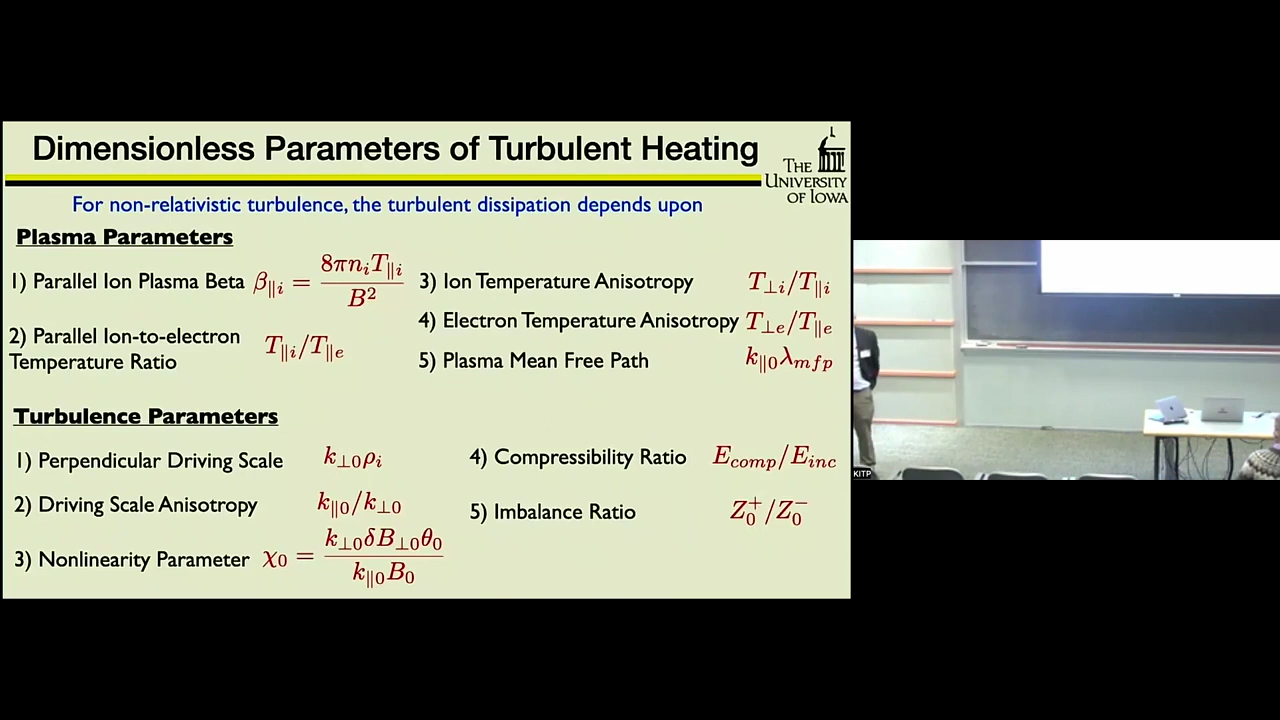 Dimensionless Parameters of Turbulent Heating
THE
UNIVERSITY
OF IOWA
For non-relativistic turbulence, the turbulent dissipation depends upon
Plasma Parameters
1) Parallel Ion Plasma Beta β∥i = 8πniT∥i / B²
2) Parallel Ion-to-electron
Temperature Ratio T∥i/T∥e
3) Ion Temperature Anisotropy T⊥i/T∥i
4) Electron Temperature Anisotropy T⊥e/T∥e
5) Plasma Mean Free Path k∥0λmfp
Turbulence Parameters
1) Perpendicular Driving Scale k⊥0ρi
2) Driving Scale Anisotropy k∥0/k⊥0
3) Nonlinearity Parameter χ0 = k⊥0δB⊥0θ0 / k∥0B0
4) Compressibility Ratio Ecomp/Einc
5) Imbalance Ratio Z0+/Z0−
KITP